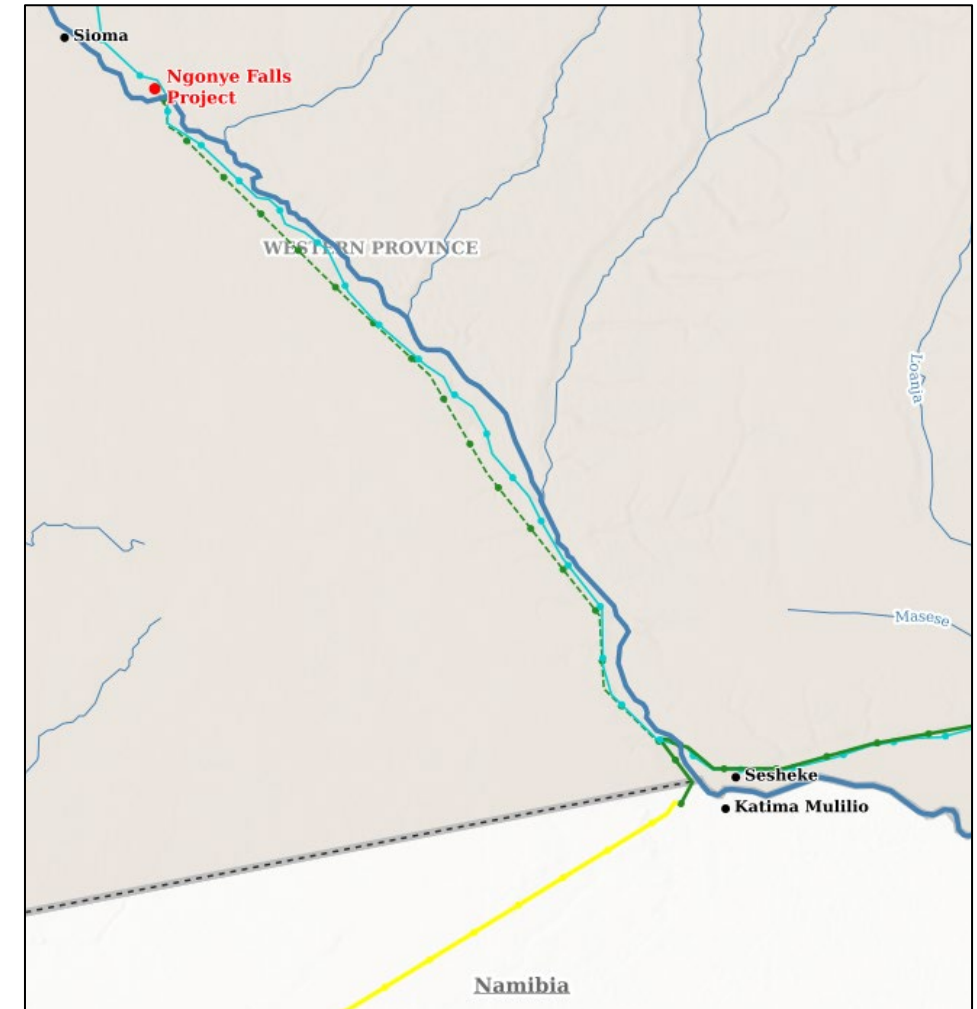 Sioma
Ngonye Falls
Project
WESTERN PROVINCE
Loanja
Masese
Sesheke
Katima Mulilio
Namibia